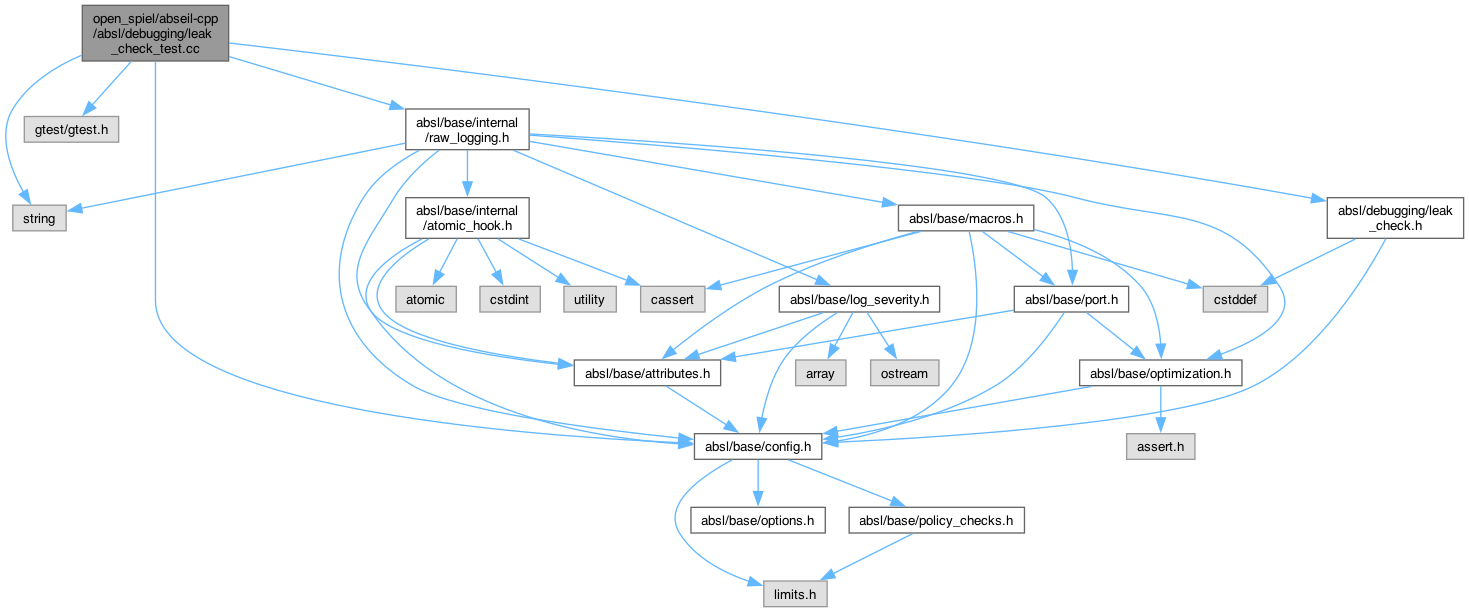 open_spiel/abseil-cpp
/absl/debugging/leak
_check_test.cc
gtest/gtest.h
absl/base/internal
/raw_logging.h
string
absl/base/internal
/atomic_hook.h
absl/base/macros.h
absl/debugging/leak
_check.h
atomic
cstdint
utility
cassert
absl/base/log_severity.h
absl/base/port.h
cstddef
absl/base/attributes.h
array
ostream
absl/base/optimization.h
absl/base/config.h
assert.h
absl/base/options.h
absl/base/policy_checks.h
limits.h